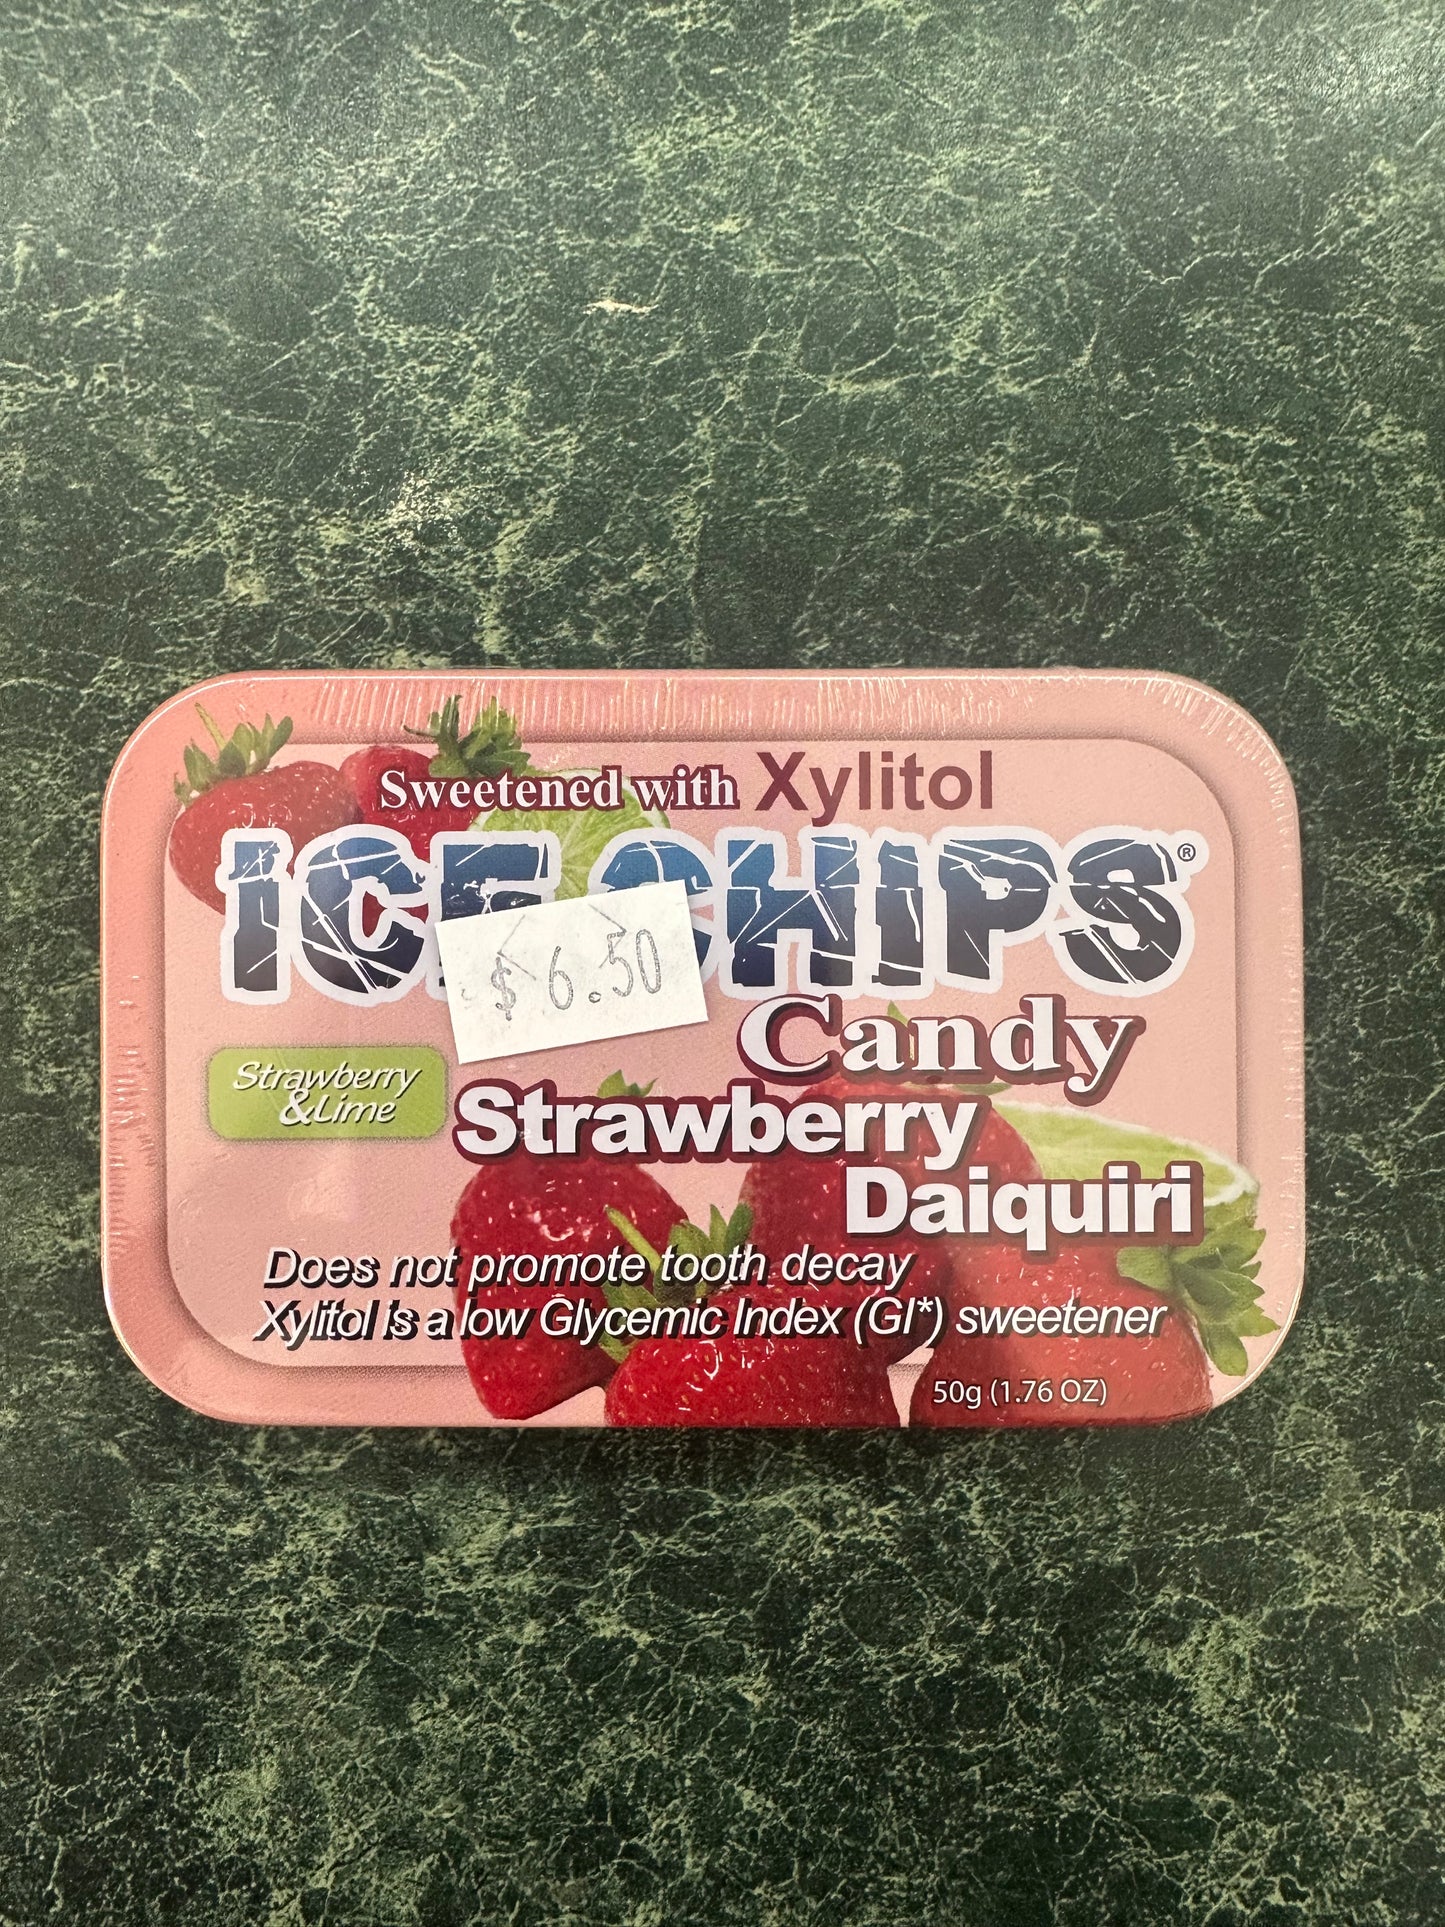 Sweetened with Xylitol
ICE CHIPS®
$6.50
Candy
Strawberry
&Lime
Strawberry
Daiquiri
Does not promote tooth decay
Xylitol is a low Glycemic Index (GI*) sweetener
50g (1.76 OZ)